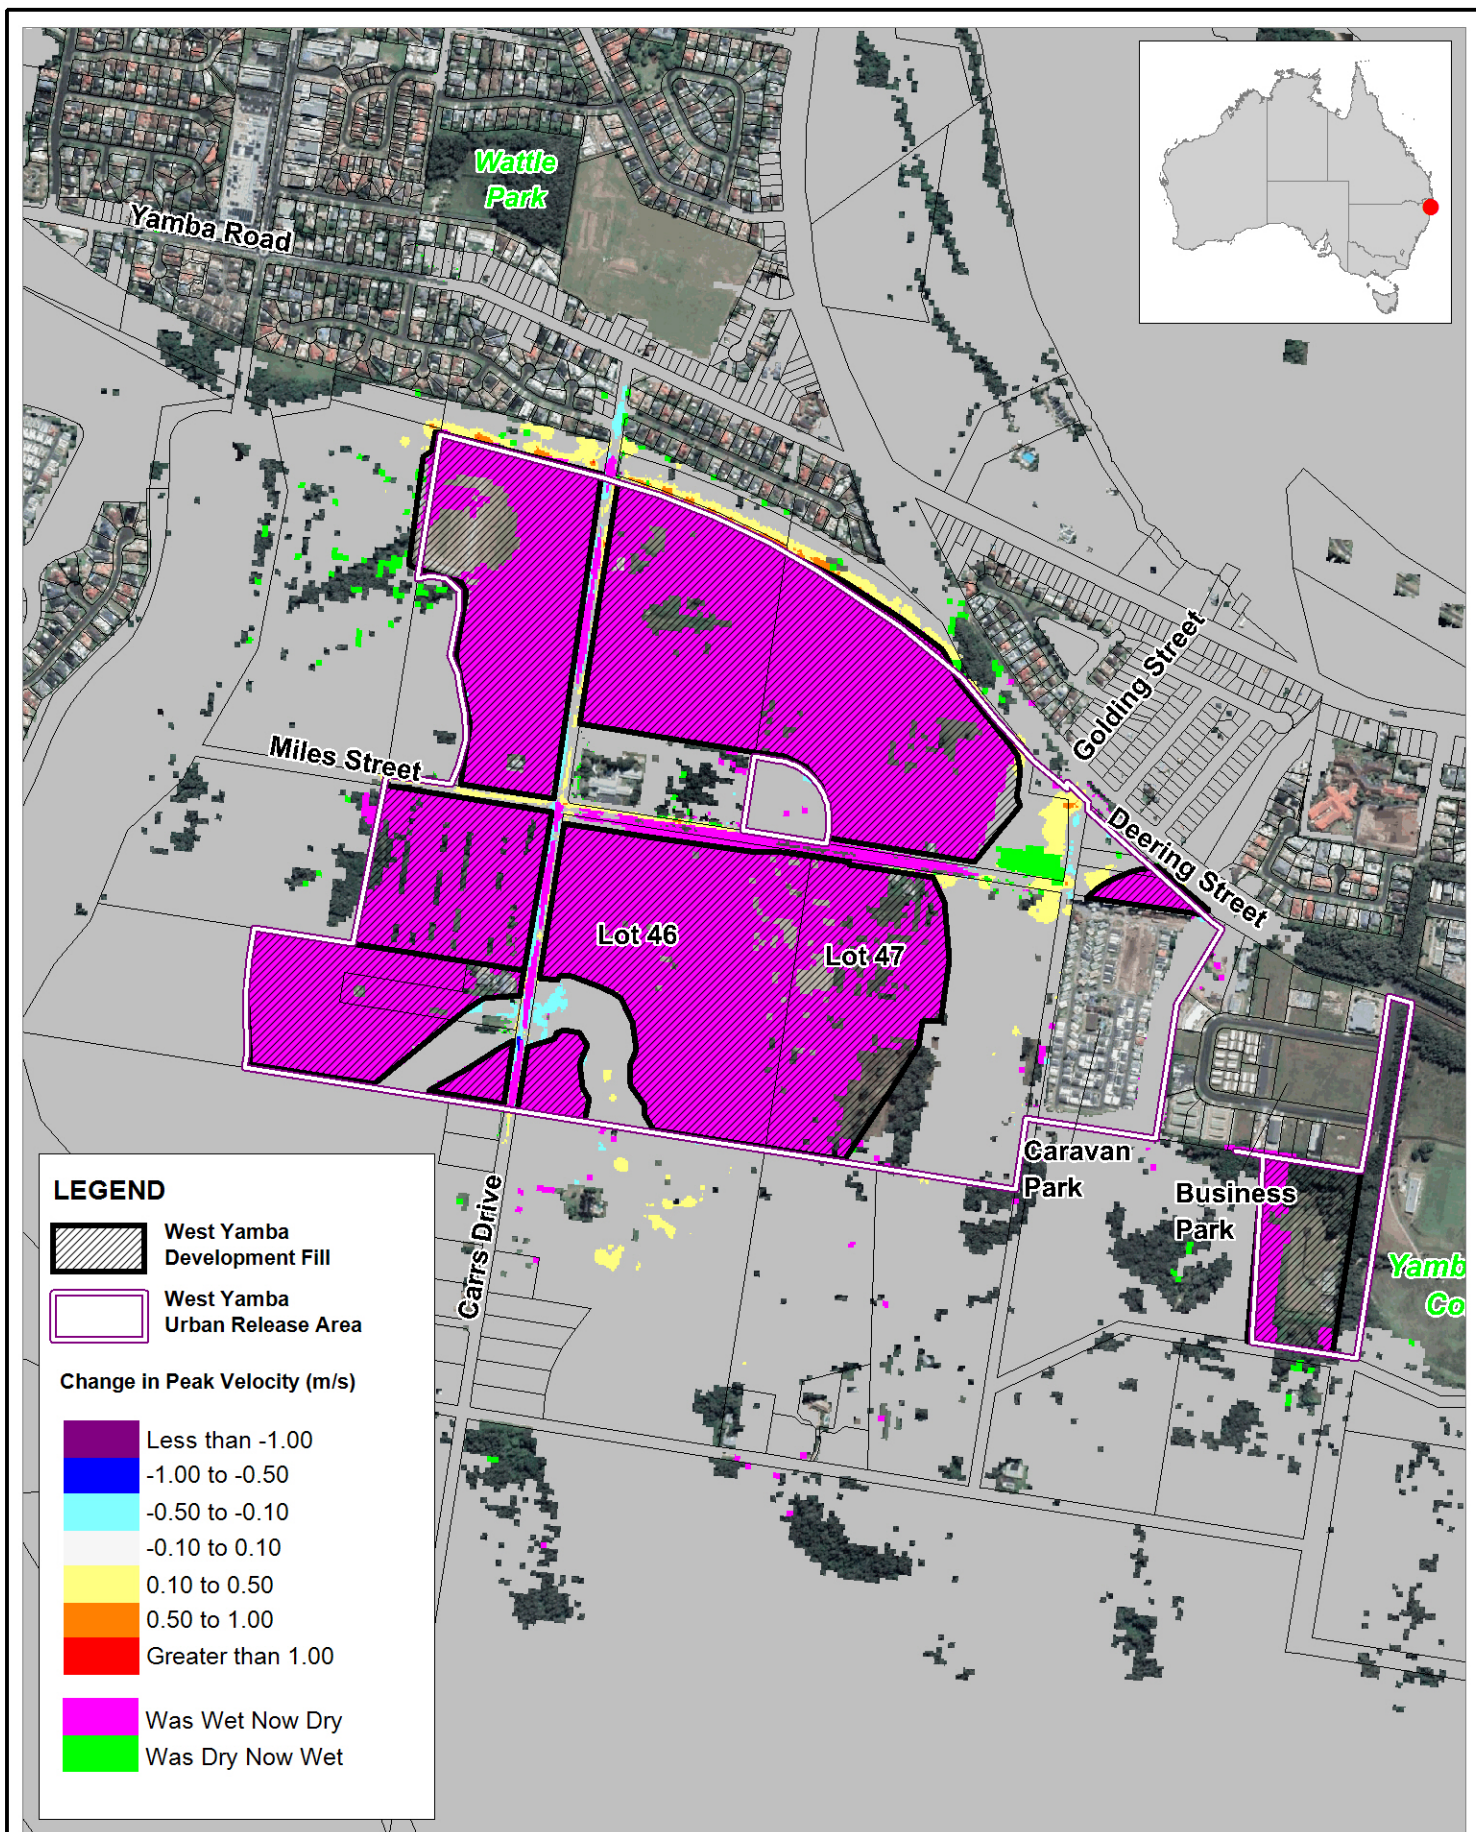 Wattle
Park
Yamba Road
Golding Street
Miles Street
Deering Street
Lot 46
Lot 47
Caravan
Park
Business
Park
Yamb
Co
Carrs Drive
LEGEND
West Yamba
Development Fill
West Yamba
Urban Release Area
Change in Peak Velocity (m/s)
Less than -1.00
-1.00 to -0.50
-0.50 to -0.10
-0.10 to 0.10
0.10 to 0.50
0.50 to 1.00
Greater than 1.00
Was Wet Now Dry
Was Dry Now Wet